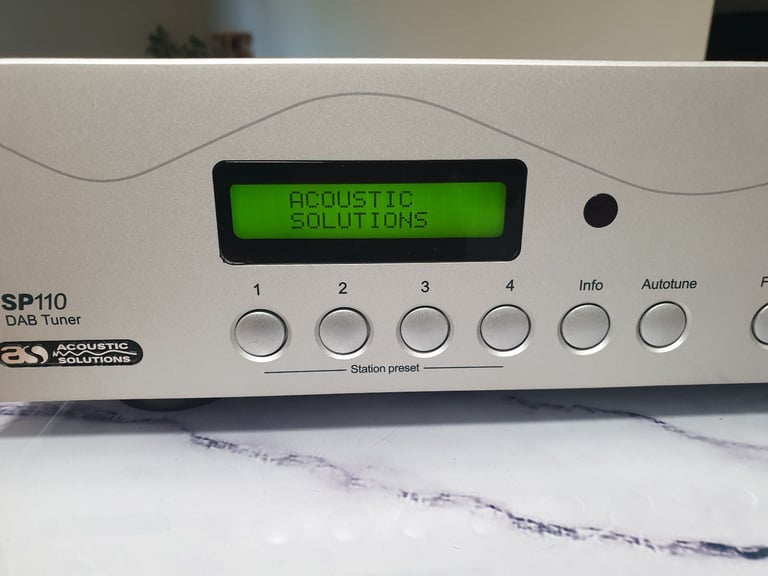 ACOUSTIC
SOLUTIONS
1 2 3 4 Info Autotune
Station preset
SP110
DAB Tuner
as ACOUSTIC
SOLUTIONS